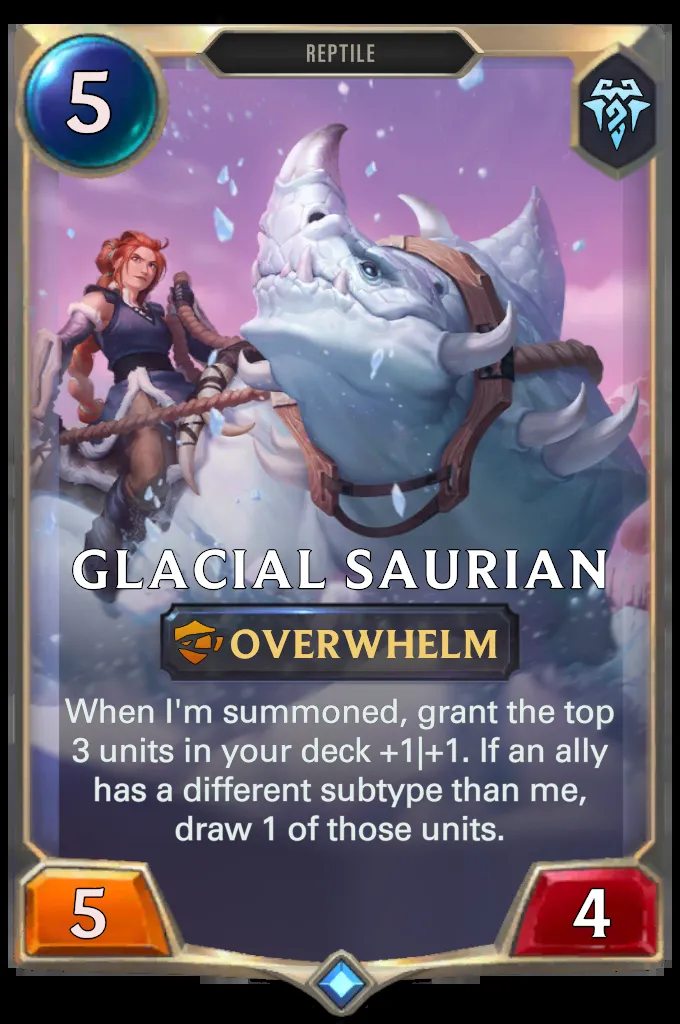 REPTILE
5
GLACIAL SAURIAN
OVERWHELM
When I'm summoned, grant the top
3 units in your deck +1|+1. If an ally
has a different subtype than me,
draw 1 of those units.
5
4